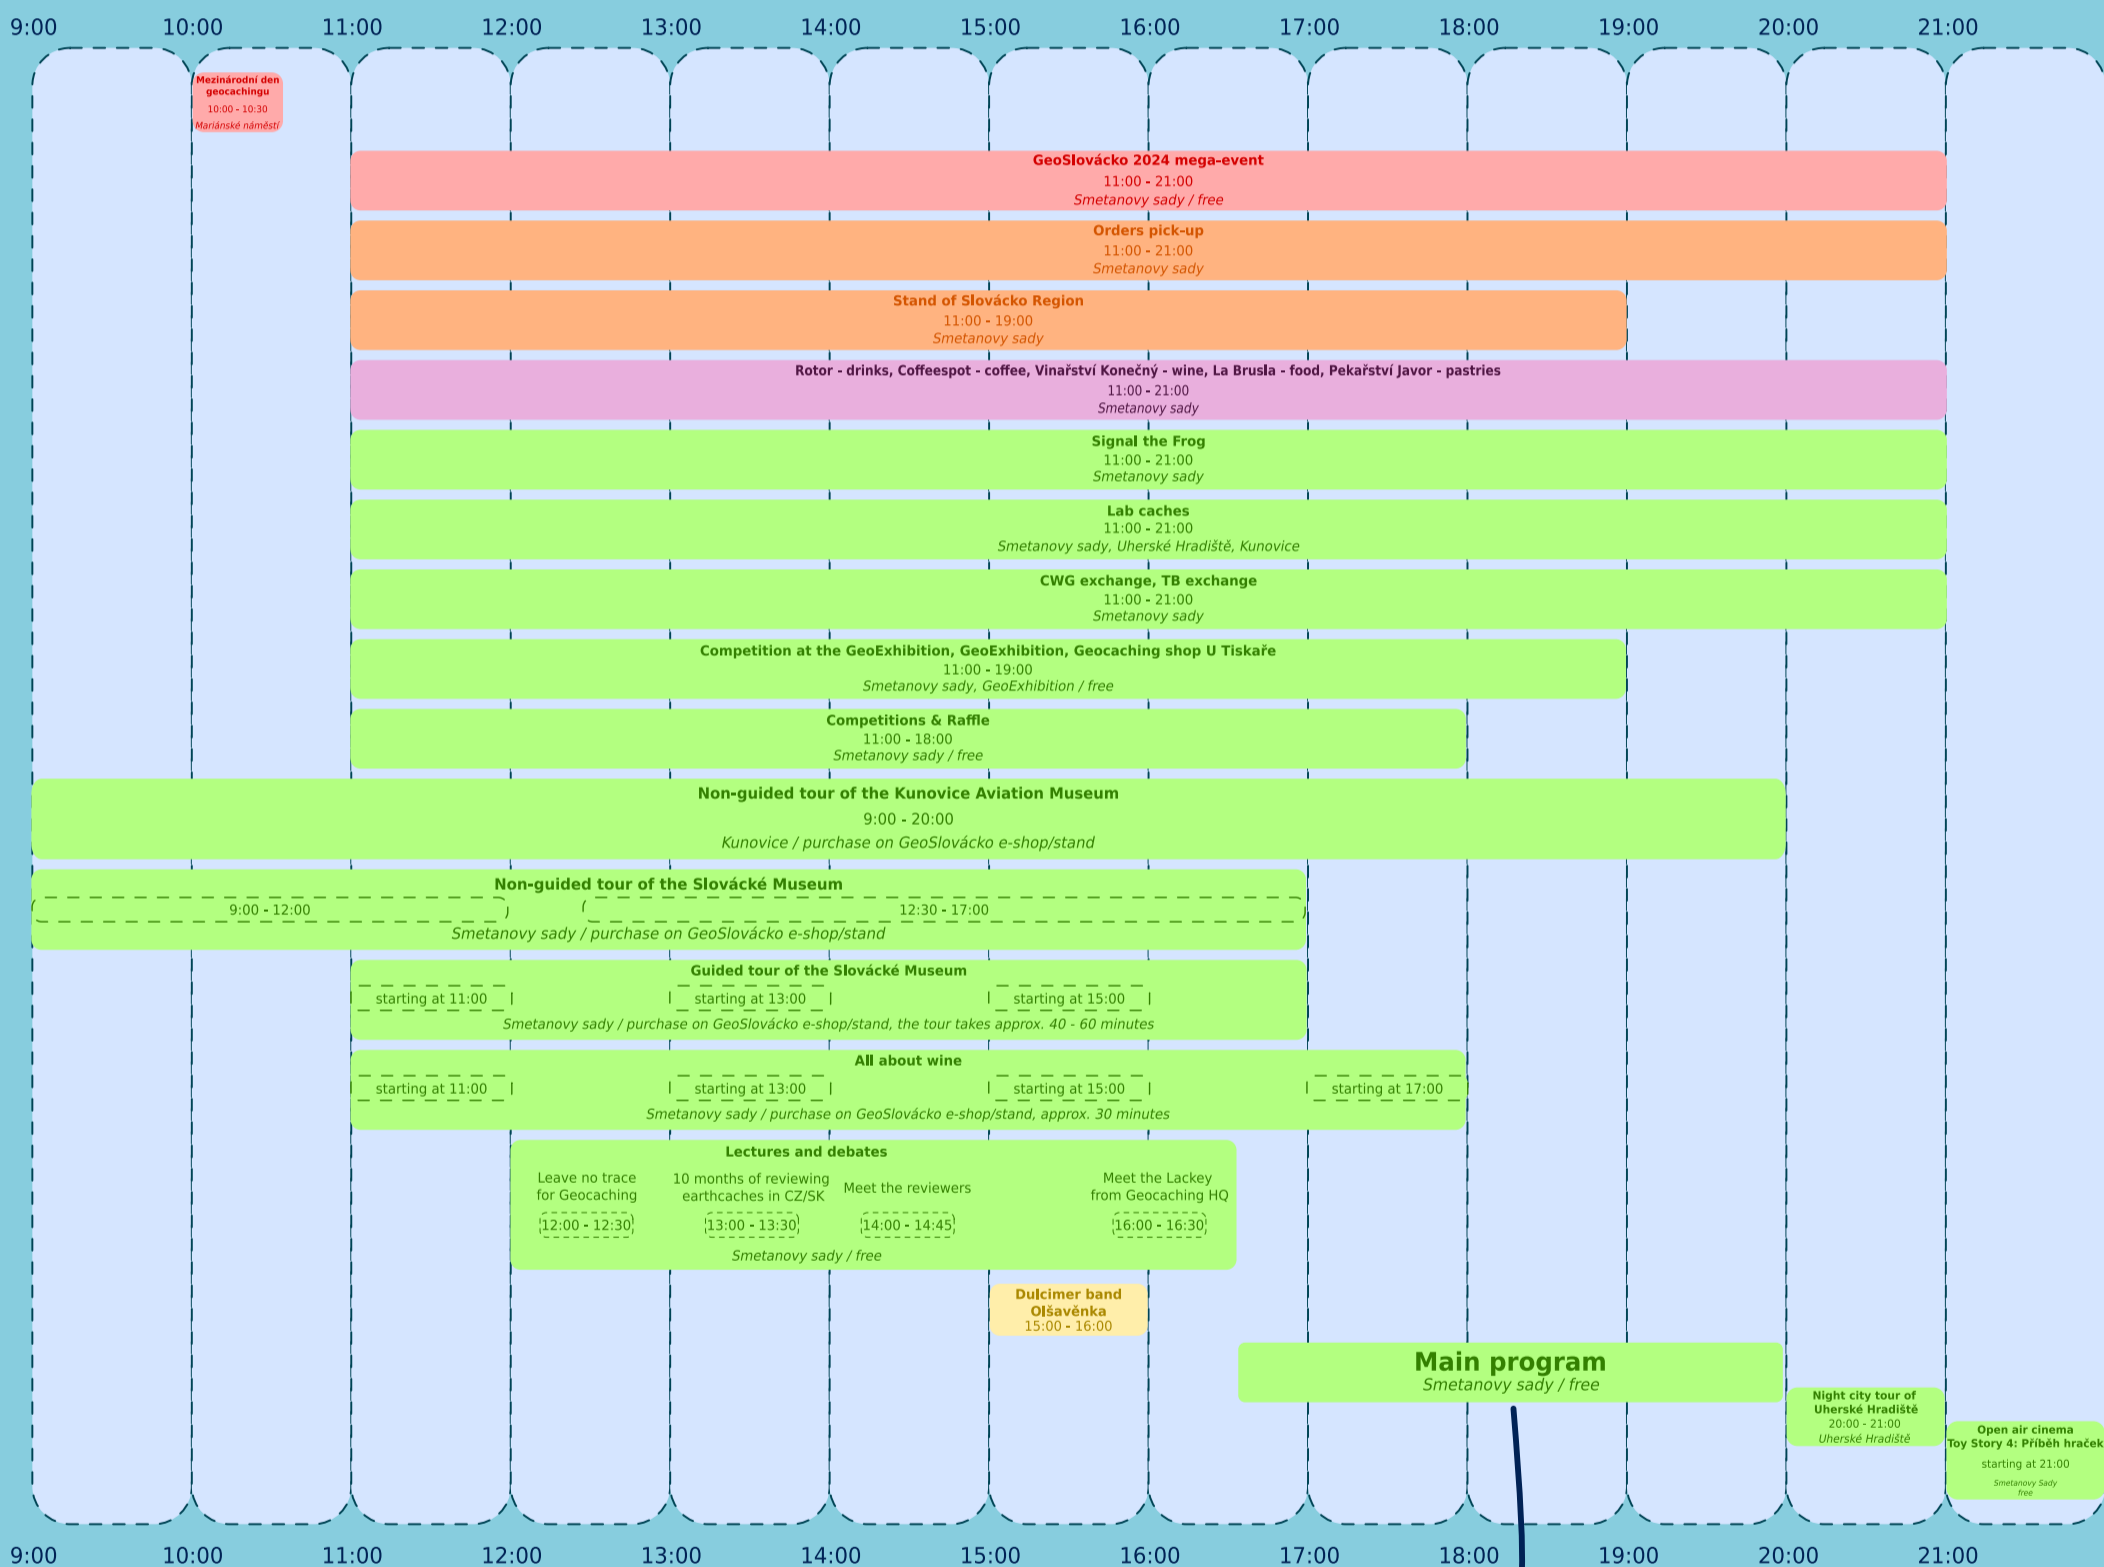 9:00 10:00 11:00 12:00 13:00 14:00 15:00 16:00 17:00 18:00 19:00 20:00 21:00
Mezinárodní den
geocachingu
10:00 - 10:30
Mariánské náměstí
GeoSlovácko 2024 mega-event
11:00 - 21:00
Smetanovy sady / free
Orders pick-up
11:00 - 21:00
Smetanovy sady
Stand of Slovácko Region
11:00 - 19:00
Smetanovy sady
Rotor - drinks, Coffeespot - coffee, Vinařství Konečný - wine, La Brusla - food, Pekařství Javor - pastries
11:00 - 21:00
Smetanovy sady
Signal the Frog
11:00 - 21:00
Smetanovy sady
Lab caches
11:00 - 21:00
Smetanovy sady, Uherské Hradiště, Kunovice
CWG exchange, TB exchange
11:00 - 21:00
Smetanovy sady
Competition at the GeoExhibition, GeoExhibition, Geocaching shop U Tiskaře
11:00 - 19:00
Smetanovy sady, GeoExhibition / free
Competitions & Raffle
11:00 - 18:00
Smetanovy sady / free
Non-guided tour of the Kunovice Aviation Museum
9:00 - 20:00
Kunovice / purchase on GeoSlovácko e-shop/stand
Non-guided tour of the Slovácké Museum
9:00 - 12:00 12:30 - 17:00
Smetanovy sady / purchase on GeoSlovácko e-shop/stand
Guided tour of the Slovácké Museum
starting at 11:00 starting at 13:00 starting at 15:00
Smetanovy sady / purchase on GeoSlovácko e-shop/stand, the tour takes approx. 40 - 60 minutes
All about wine
starting at 11:00 starting at 13:00 starting at 15:00 starting at 17:00
Smetanovy sady / purchase on GeoSlovácko e-shop/stand, approx. 30 minutes
Lectures and debates
Leave no trace
for Geocaching
12:00 - 12:30
10 months of reviewing
earthcaches in CZ/SK
13:00 - 13:30
Meet the reviewers
14:00 - 14:45
Meet the Lackey
from Geocaching HQ
16:00 - 16:30
Smetanovy sady / free
Dulcimer band
Olšavěnka
15:00 - 16:00
Main program
Smetanovy sady / free
Night city tour of
Uherské Hradiště
20:00 - 21:00
Uherské Hradiště
Open air cinema
Toy Story 4: Příběh hraček
starting at 21:00
Smetanovy Sady
free
9:00 10:00 11:00 12:00 13:00 14:00 15:00 16:00 17:00 18:00 19:00 20:00 21:00